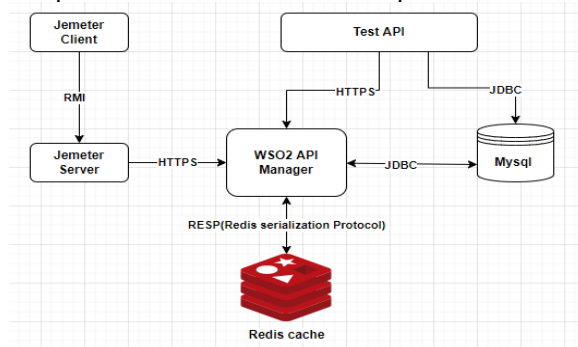 Jemeter
Client
Test API
RMI
HTTPS
JDBC
Jemeter
Server
HTTPS
WSO2 API
Manager
JDBC
Mysql
RESP(Redis serialization Protocol)
Redis cache